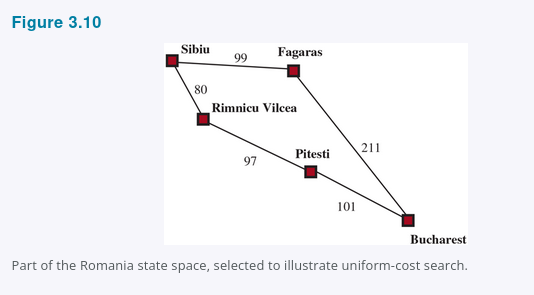 Figure 3.10
Sibiu
99
Fagaras
80
Rimnicu Vilcea
Pitesti
211
97
101
Bucharest
Part of the Romania state space, selected to illustrate uniform-cost search.